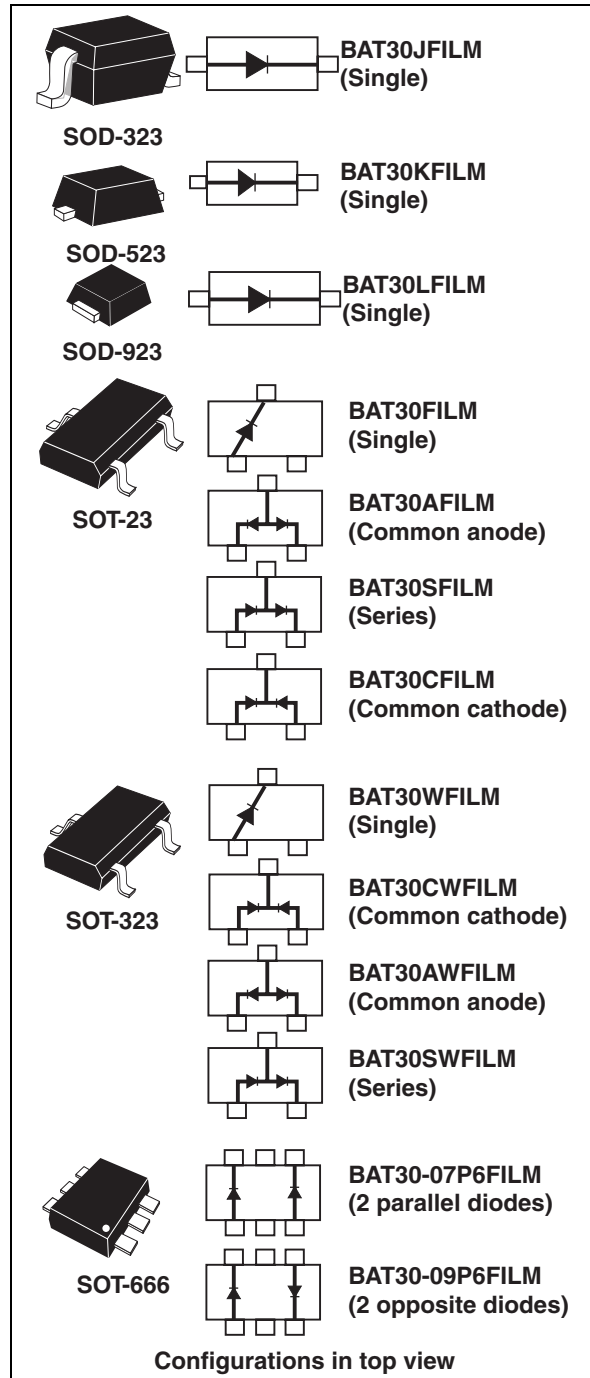 BAT30JFILM
(Single)
SOD-323
BAT30KFILM
(Single)
SOD-523
BAT30LFILM
(Single)
SOD-923
BAT30FILM
(Single)
SOT-23
BAT30AFILM
(Common anode)
BAT30SFILM
(Series)
BAT30CFILM
(Common cathode)
BAT30WFILM
(Single)
SOT-323
BAT30CWFILM
(Common cathode)
BAT30AWFILM
(Common anode)
BAT30SWFILM
(Series)
BAT30-07P6FILM
(2 parallel diodes)
SOT-666
BAT30-09P6FILM
(2 opposite diodes)
Configurations in top view